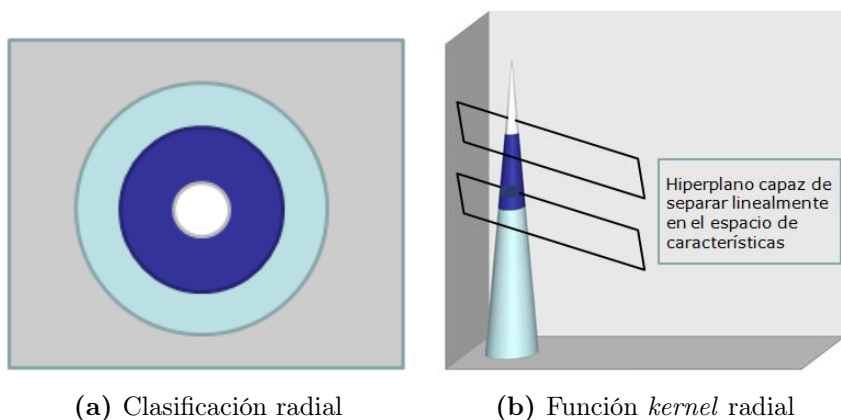 Hiperplano capaz de
separar linealmente
en el espacio de
características
(a) Clasificación radial
(b) Función kernel radial